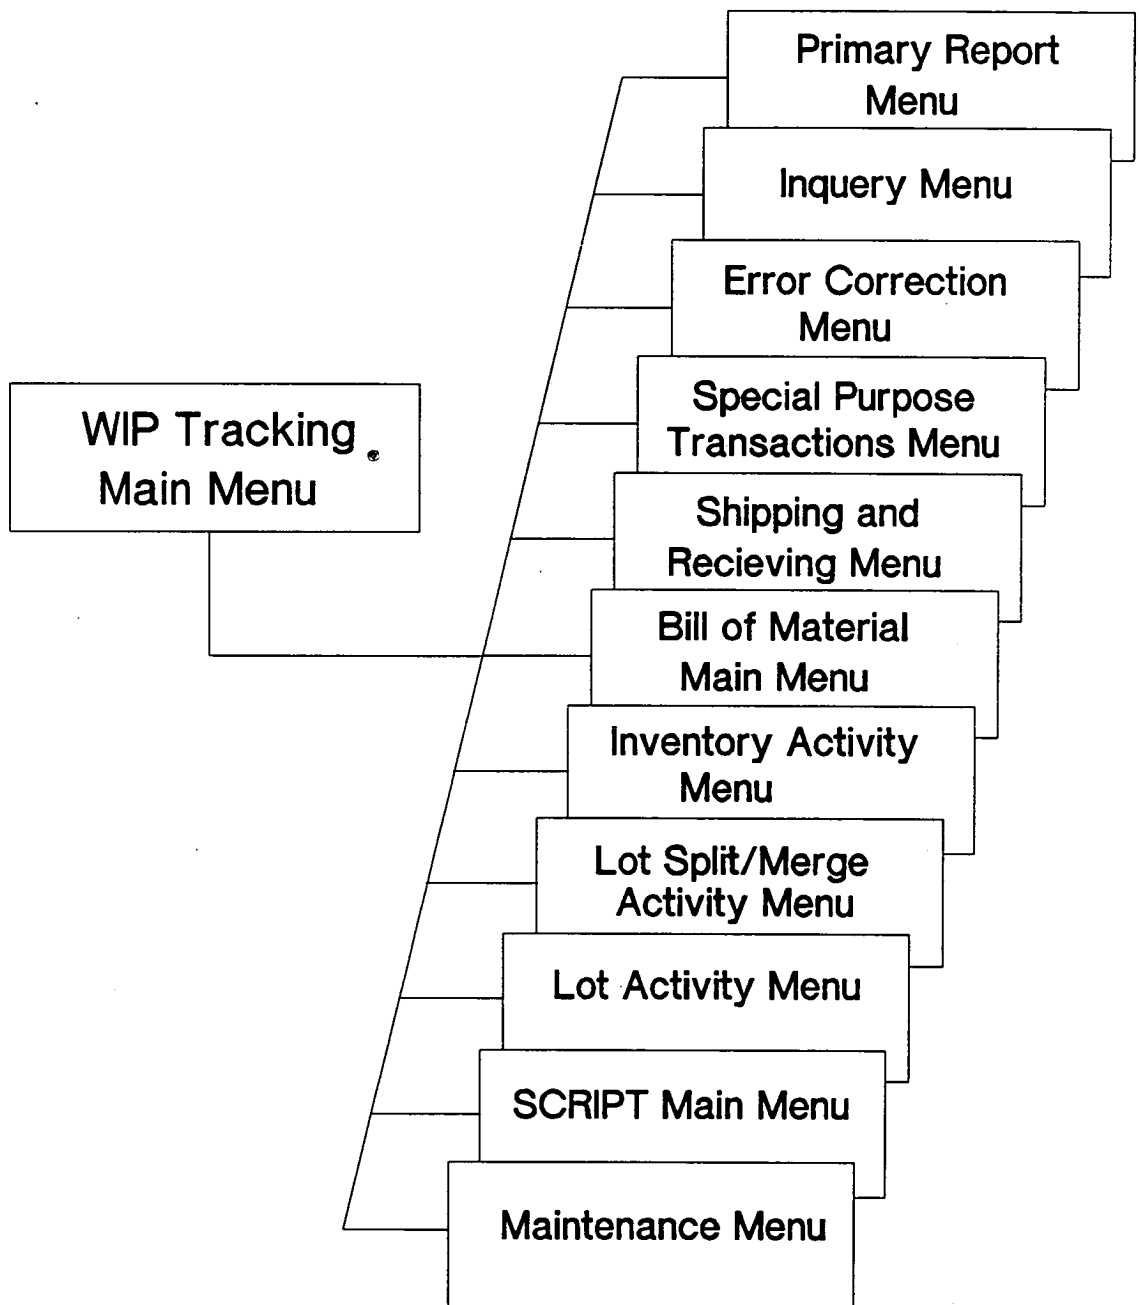 Primary Report
Menu
Inquery Menu
Error Correction
Menu
Special Purpose
Transactions Menu
WIP Tracking
Main Menu
Shipping and
Recieving Menu
Bill of Material
Main Menu
Inventory Activity
Menu
Lot Split/Merge
Activity Menu
Lot Activity Menu
SCRIPT Main Menu
Maintenance Menu